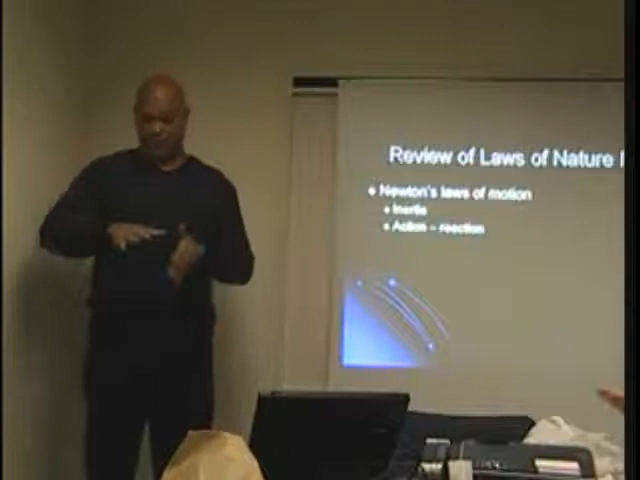 Review of Laws of Nature
Newton's laws of motion
Inertia
Action - reaction